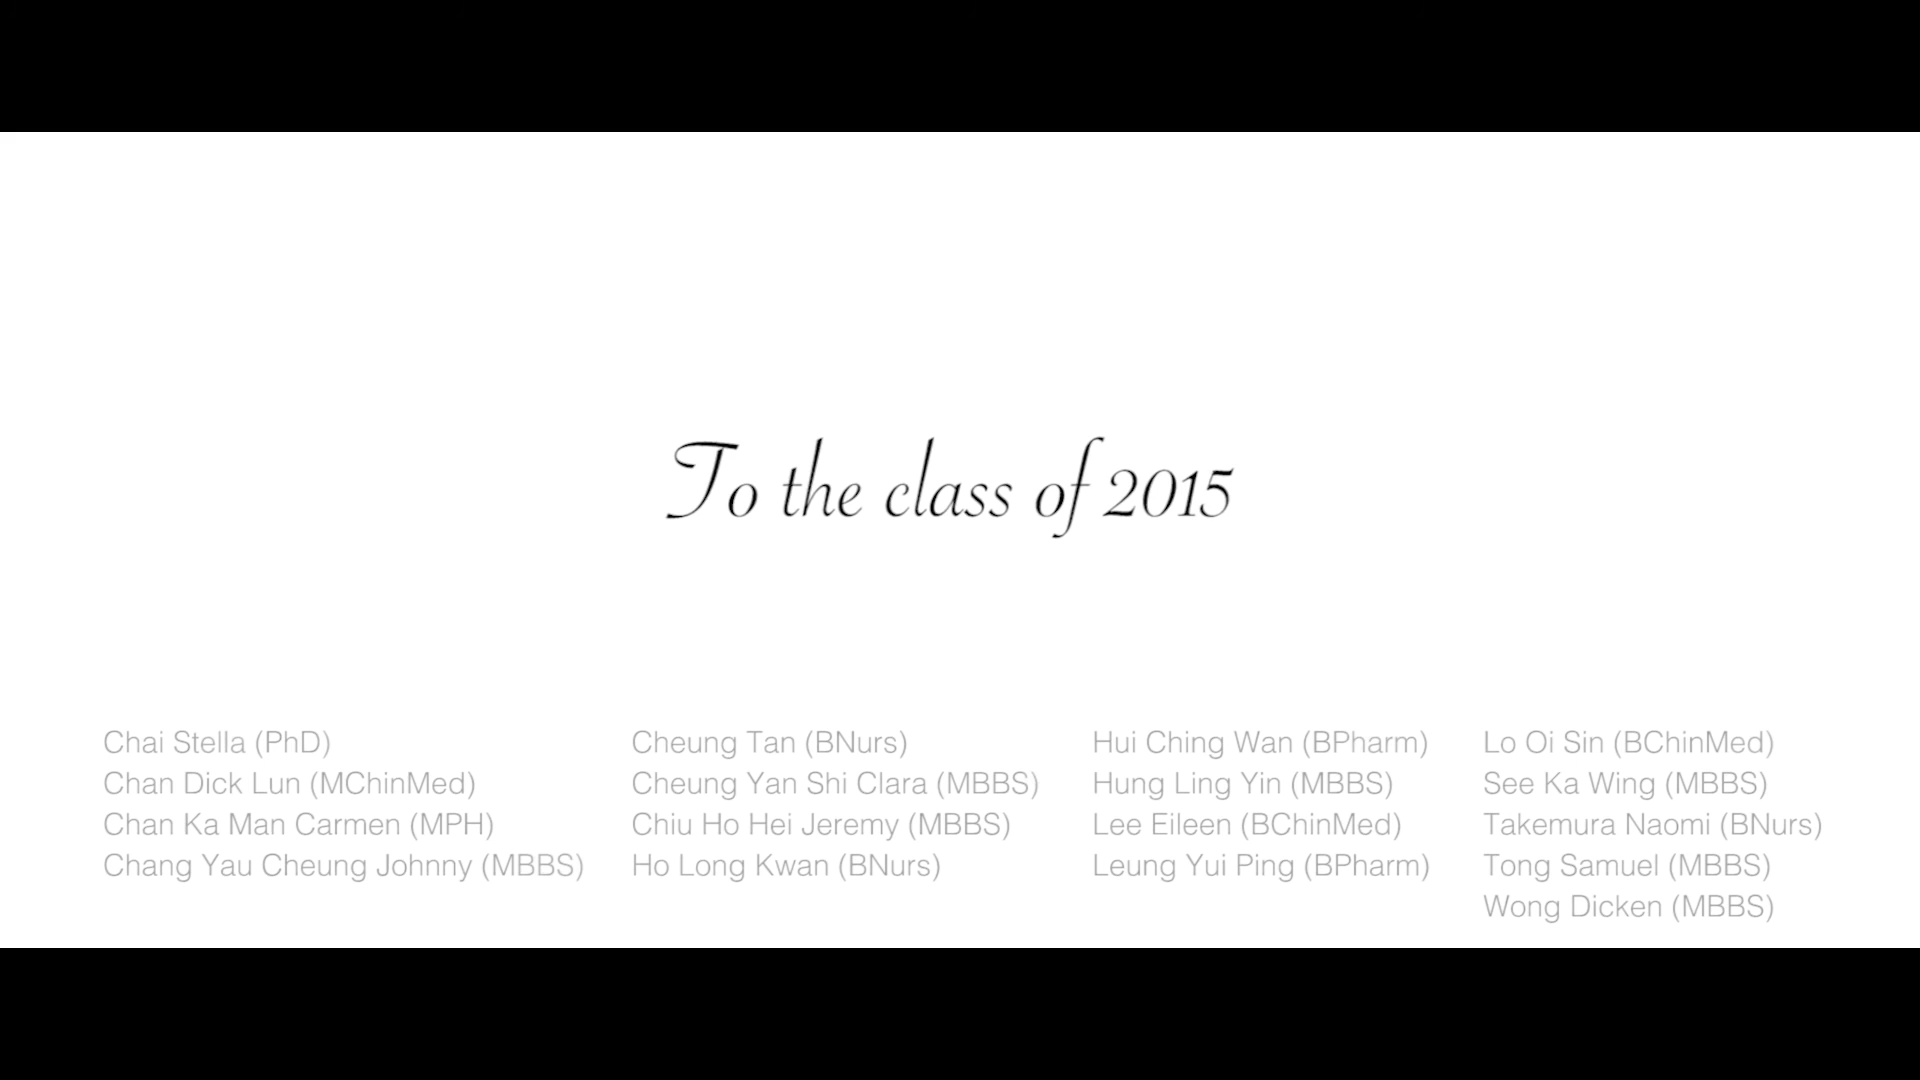 To the class of 2015
Chai Stella (PhD)
Chan Dick Lun (MChinMed)
Chan Ka Man Carmen (MPH)
Chang Yau Cheung Johnny (MBBS)
Cheung Tan (BNurs)
Cheung Yan Shi Clara (MBBS)
Chiu Ho Hei Jeremy (MBBS)
Ho Long Kwan (BNurs)
Hui Ching Wan (BPharm)
Hung Ling Yin (MBBS)
Lee Eileen (BChinMed)
Leung Yui Ping (BPharm)
Lo Oi Sin (BChinMed)
See Ka Wing (MBBS)
Takemura Naomi (BNurs)
Tong Samuel (MBBS)
Wong Dicken (MBBS)